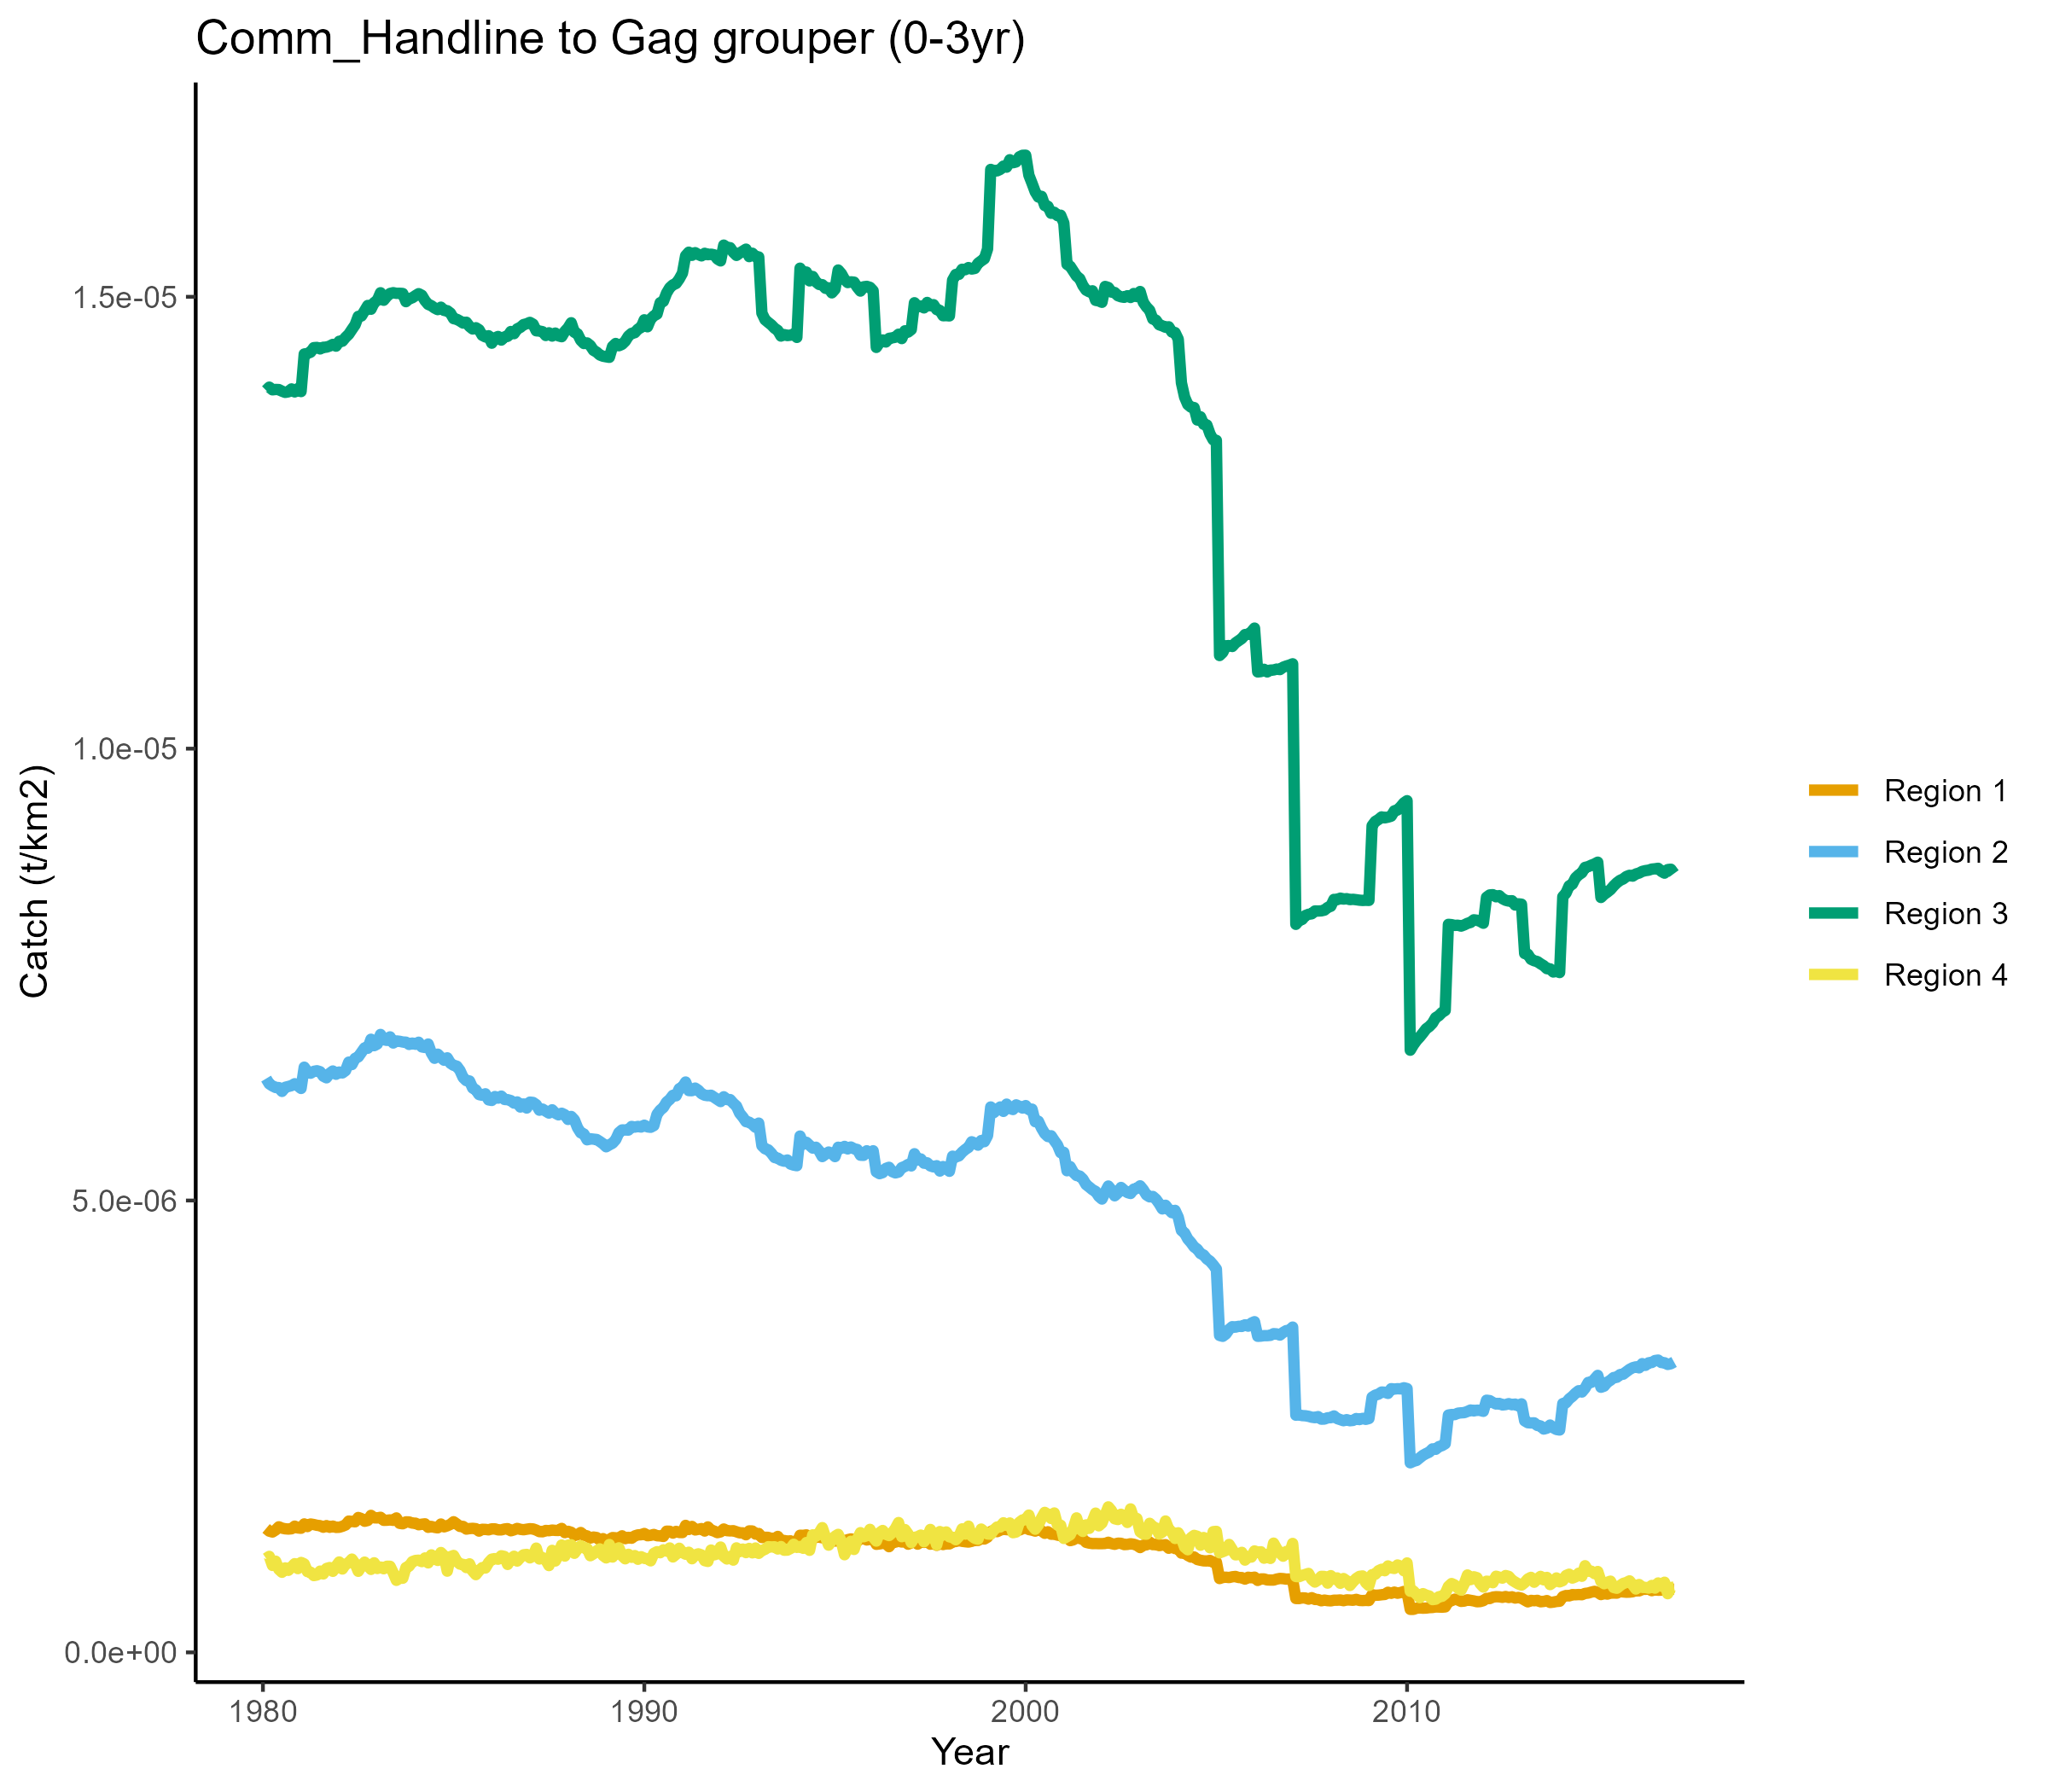 Comm_Handline to Gag grouper (0-3yr)
Catch (t/km2)
1.5e-05
1.0e-05
5.0e-06
0.0e+00
1980
1990
2000
2010
Year
Region 1
Region 2
Region 3
Region 4